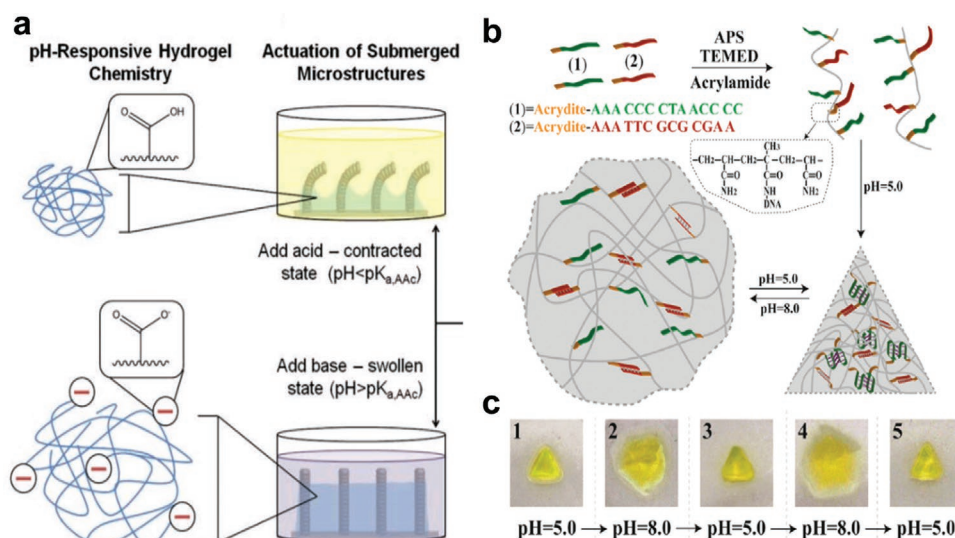 a
pH-Responsive Hydrogel
Chemistry
Actuation of Submerged
Microstructures
O
OH
Add acid – contracted
state (pH<pKa,AAc)
O
O-
Add base – swollen
state (pH>pKa,AAc)
b
(1)
(2)
APS
TEMED
Acrylamide
(1)=Acrydite-AAA CCC CTAACC CC
(2)=Acrydite-AAA TTC GCG CGA A
CH3
–CH2–CH–CH2–C–CH2–CH–
C=O
C=O
C=O
NH2
NH
NH2
DNA
pH=5.0
pH=5.0
pH=8.0
c
1
2
3
4
5
pH=5.0
pH=8.0
pH=5.0
pH=8.0
pH=5.0